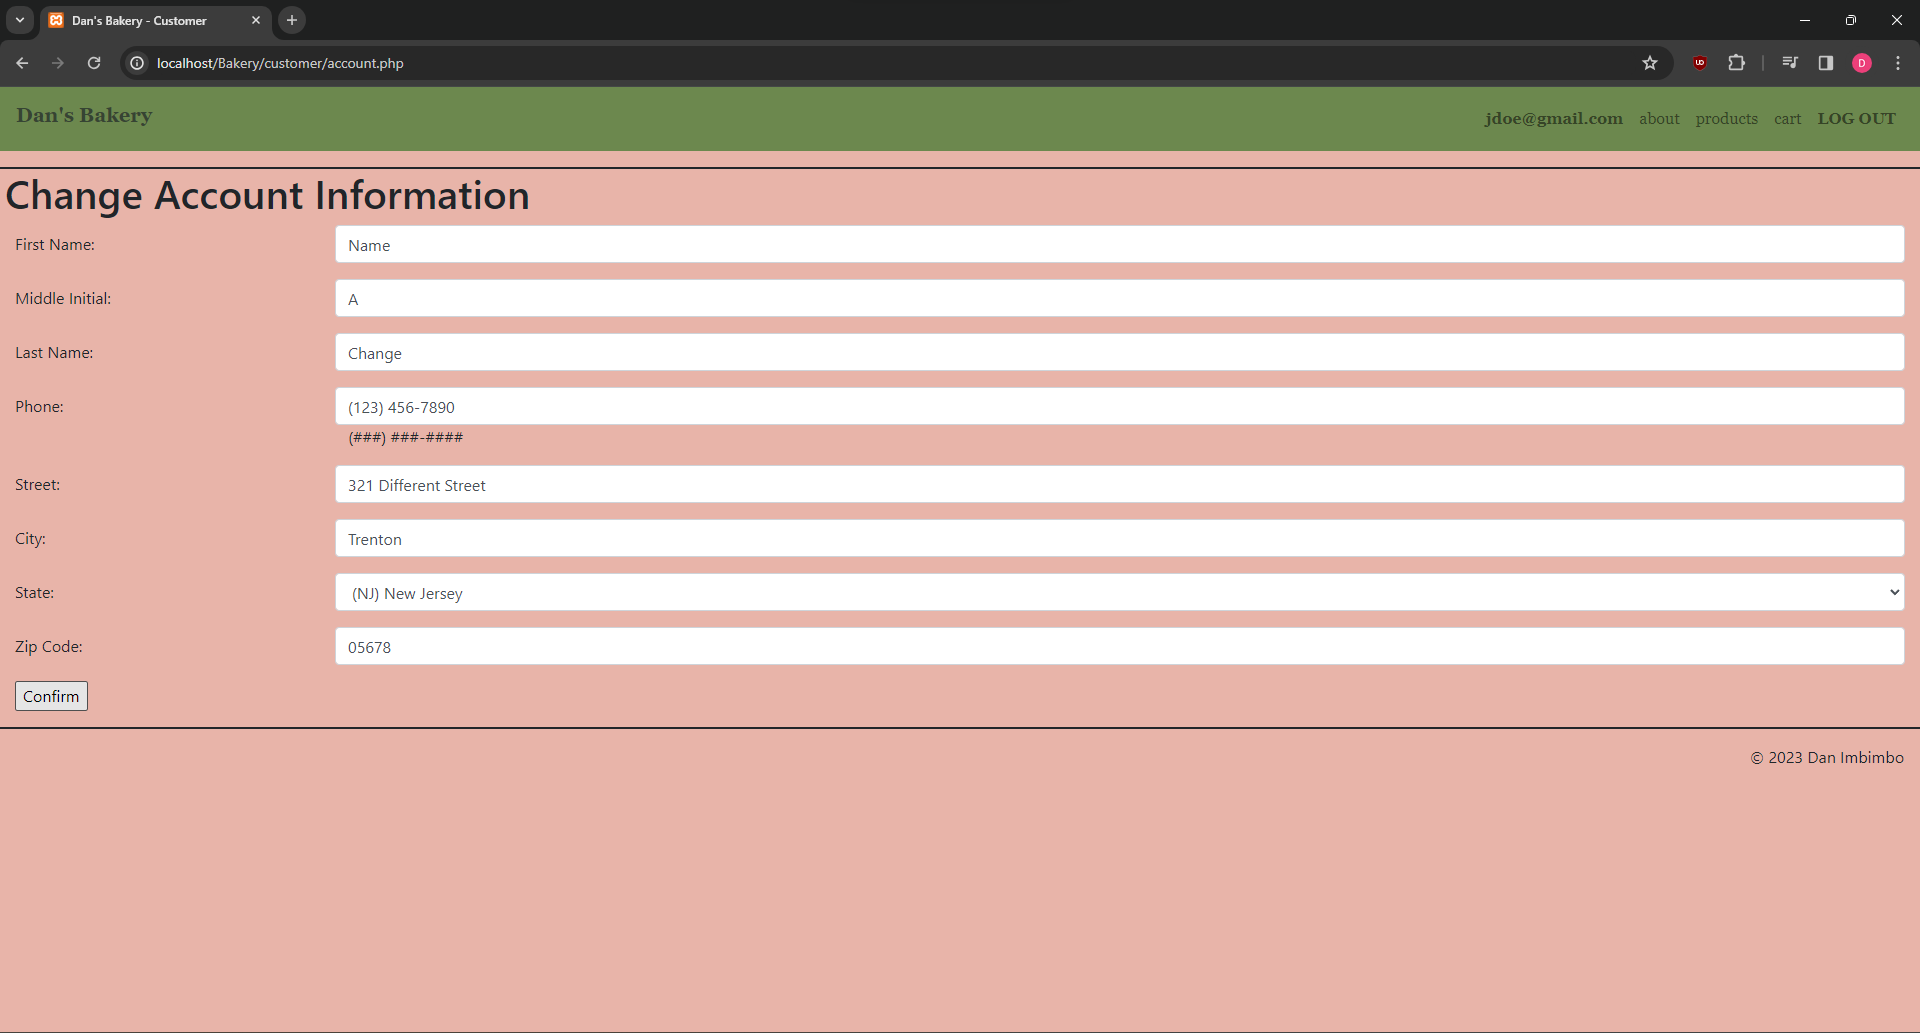 Dan's Bakery - Customer
localhost/Bakery/customer/account.php
D
Dan's Bakery
jdoe@gmail.com about products cart LOG OUT
Change Account Information
First Name: Name
Middle Initial: A
Last Name: Change
Phone: (123) 456-7890
(###) ###-####
Street: 321 Different Street
City: Trenton
State: (NJ) New Jersey
Zip Code: 05678
Confirm
© 2023 Dan Imbimbo